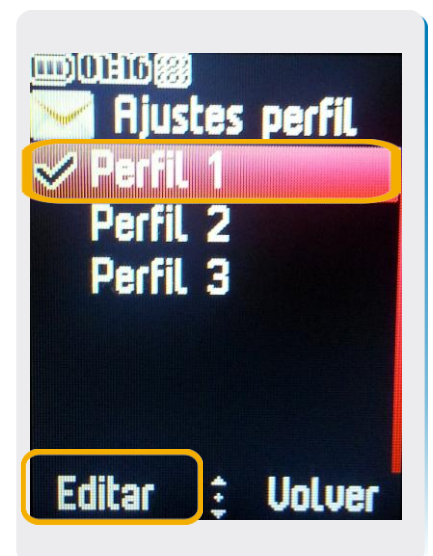 01:16
Ajustes perfil
Perfil 1
Perfil 2
Perfil 3
Editar Volver